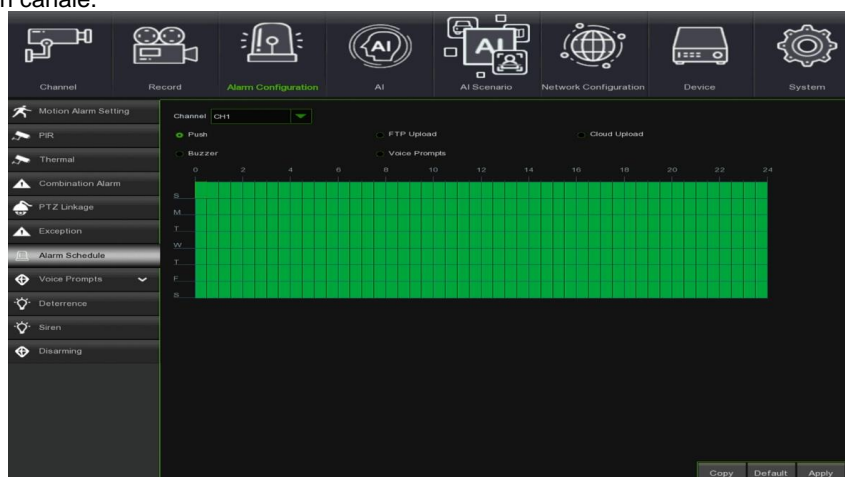 canale.
Channel Record Alarm Configuration AI AI Scenario Network Configuration Device System
AI
AI
Motion Alarm Setting
PIR
Thermal
Combination Alarm
PTZ Linkage
Exception
Alarm Schedule
Voice Prompts
Deterrence
Siren
Disarming
Channel CH1
Push FTP Upload Cloud Upload
Buzzer Voice Prompts
0 2 4 6 8 10 12 14 16 18 20 22 24
S
M
T
W
T
F
S
Copy Default Apply